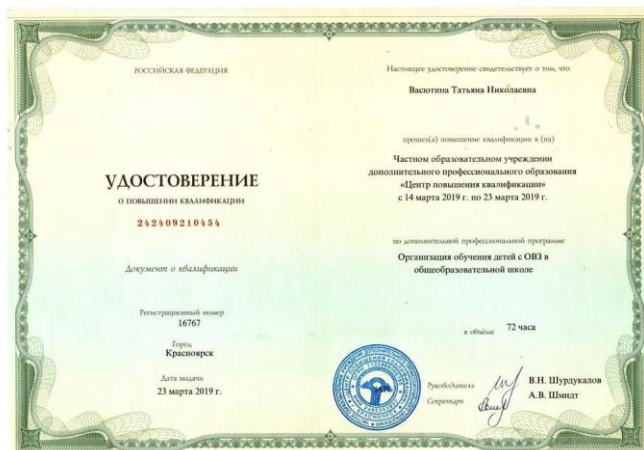 РОССИЙСКАЯ ФЕДЕРАЦИЯ
УДОСТОВЕРЕНИЕ
О ПОВЫШЕНИИ КВАЛИФИКАЦИИ
242409210454
Документ о квалификации
Регистрационный номер
16767
Город
Красноярск
Дата выдачи
23 марта 2019 г.
Настоящее удостоверение свидетельствует о том, что
Васютина Татьяна Николаевна
прошел(а) повышение квалификации в (на)
Частном образовательном учреждении
дополнительного профессионального образования
«Центр повышения квалификации»
с 14 марта 2019 г. по 23 марта 2019 г.
по дополнительной профессиональной программе
Организация обучения детей с ОВЗ в
общеобразовательной школе
в объёме 72 часа
Руководитель В.Н. Шурдукалов
Секретарь А.В. Шмидт